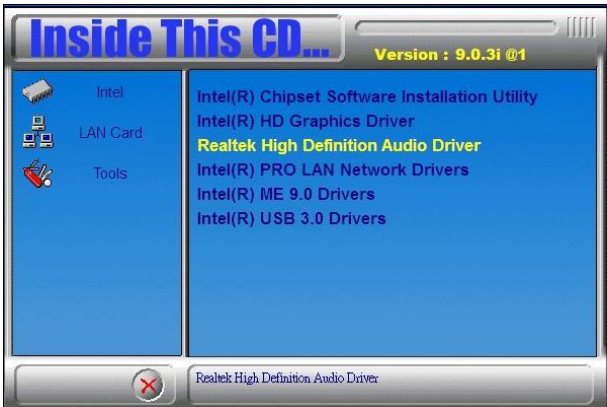 Inside This CD...
Version : 9.0.3i @1
Intel
LAN Card
Tools
Intel(R) Chipset Software Installation Utility
Intel(R) HD Graphics Driver
Realtek High Definition Audio Driver
Intel(R) PRO LAN Network Drivers
Intel(R) ME 9.0 Drivers
Intel(R) USB 3.0 Drivers
Realtek High Definition Audio Driver